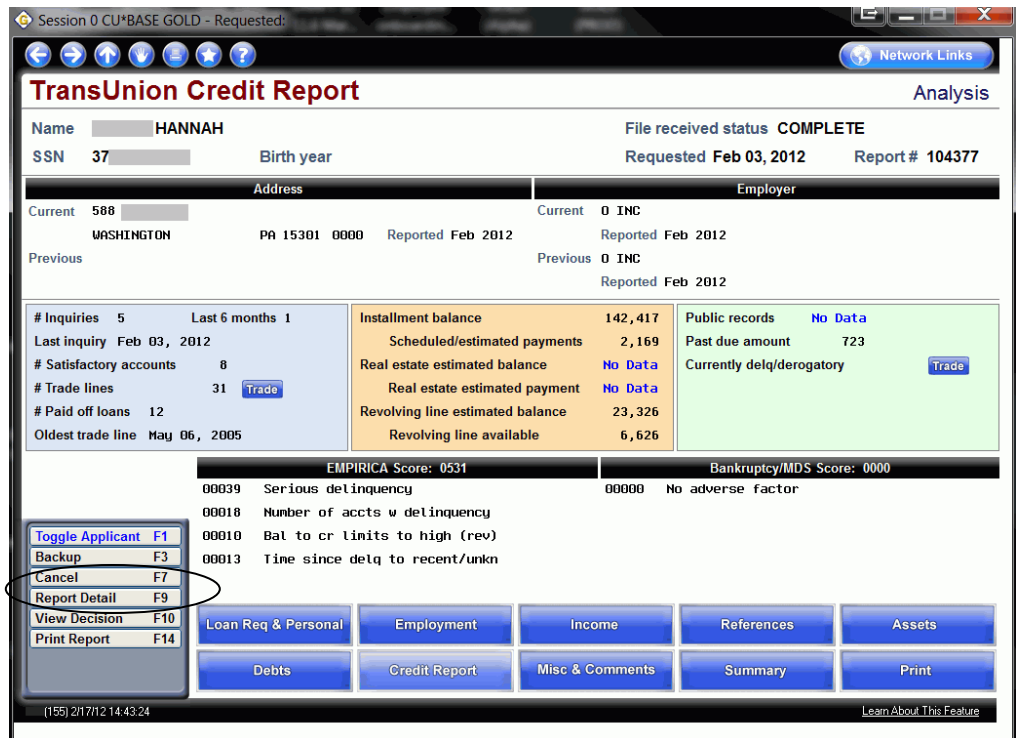 Session 0 CU*BASE GOLD - Requested:
Network Links
TransUnion Credit Report
Analysis
Name HANNAH
File received status COMPLETE
SSN 37 Birth year
Requested Feb 03, 2012 Report # 104377
Address
Employer
Current 588
Current O INC
WASHINGTON PA 15301 0000 Reported Feb 2012
Reported Feb 2012
Previous
Previous O INC
Reported Feb 2012
# Inquiries 5 Last 6 months 1
Last inquiry Feb 03, 2012
# Satisfactory accounts 8
# Trade lines 31 Trade
# Paid off loans 12
Oldest trade line May 06, 2005
Installment balance 142,417
Scheduled/estimated payments 2,169
Real estate estimated balance No Data
Real estate estimated payment No Data
Revolving line estimated balance 23,326
Revolving line available 6,626
Public records No Data
Past due amount 723
Currently delq/derogatory Trade
EMPIRICA Score: 0531
00039 Serious delinquency
00018 Number of accts w delinquency
00010 Bal to cr limits to high (rev)
00013 Time since delq to recent/unkn
Bankruptcy/MDS Score: 0000
00000 No adverse factor
Toggle Applicant F1
Backup F3
Cancel F7
Report Detail F9
View Decision F10
Print Report F14
Loan Req & Personal Employment Income References Assets
Debts Credit Report Misc & Comments Summary Print
(155) 2/17/12 14:43:24
Learn About This Feature